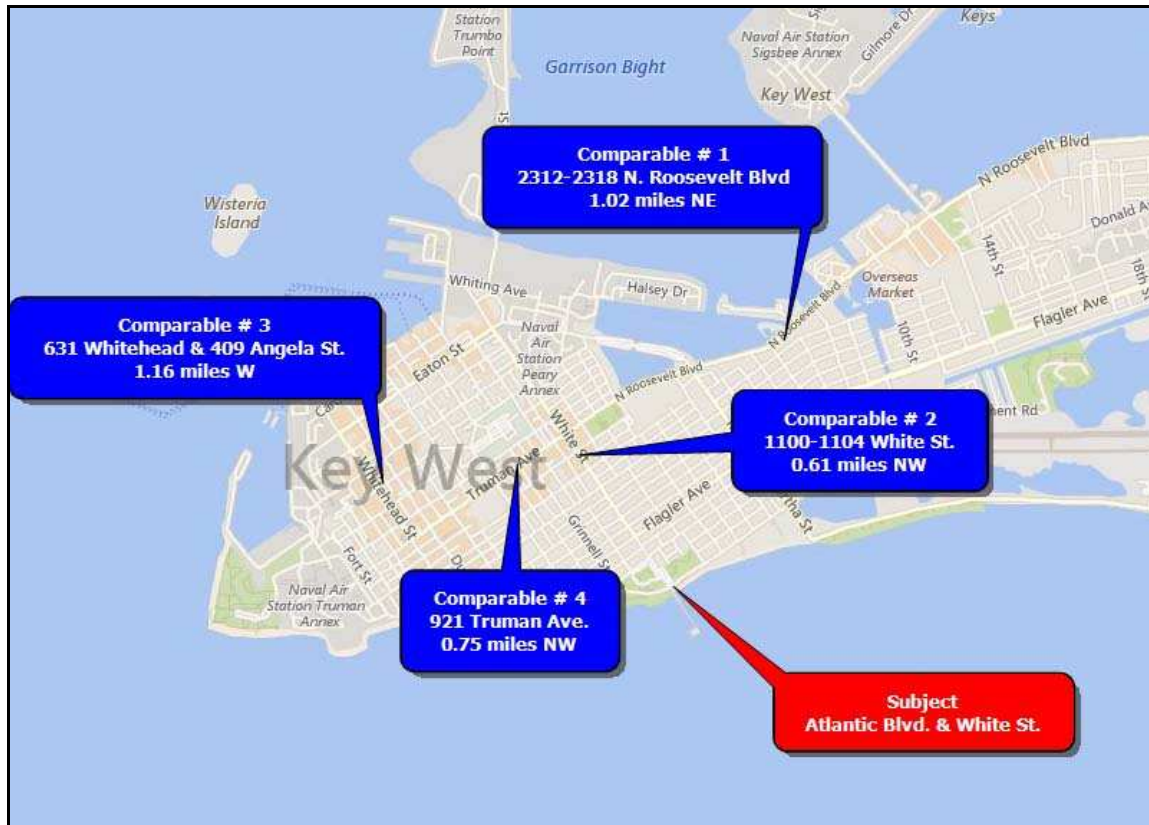 Station
Trumbo
Point
Garrison Bight
Naval Air Station
Sigsbee Annex
Gilmore Dr
Keys
Key West
N Roosevelt Blvd
Comparable # 1
2312-2318 N. Roosevelt Blvd
1.02 miles NE
Wisteria
Island
Donald
14th St
18th St
Overseas
Market
Whiting Ave
Halsey Dr
N Roosevelt Blvd
Flagler Ave
10th St
Comparable # 3
631 Whitehead & 409 Angela St.
1.16 miles W
Eaton St
Naval
Air
Station
Peary
Annex
N Roosevelt Blvd
Comparable # 2
1100-1104 White St.
0.61 miles NW
White St
Key West
Truman Ave
Whitehead St
Flagler Ave
Grinnell St
Fort St
Naval Air
Station Truman
Annex
Comparable # 4
921 Truman Ave.
0.75 miles NW
Subject
Atlantic Blvd. & White St.